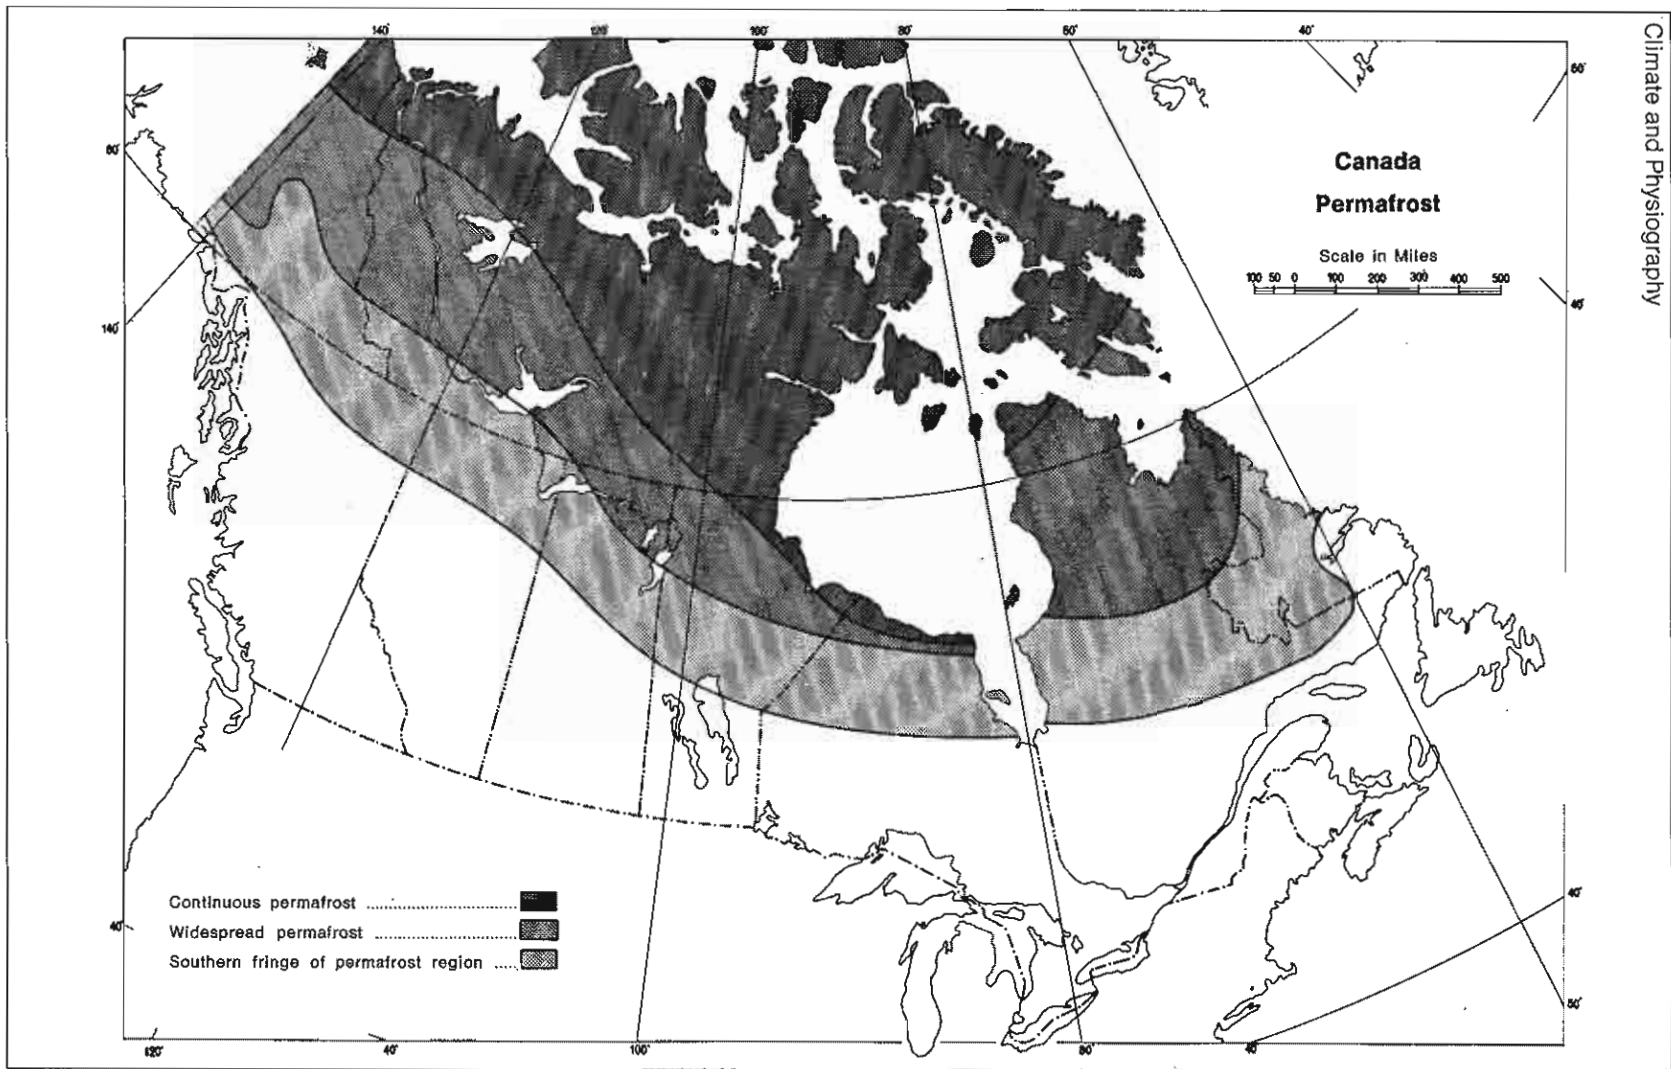 140° 120° 100° 80° 60° 40°
Climate and Physiography
60°
60°
Canada
Permafrost
Scale in Miles
100 50 0 100 200 300 400 500
40°
140°
Continuous permafrost
Widespread permafrost
Southern fringe of permafrost region
40°
40°
50°
120° 40° 100° 80° 40°